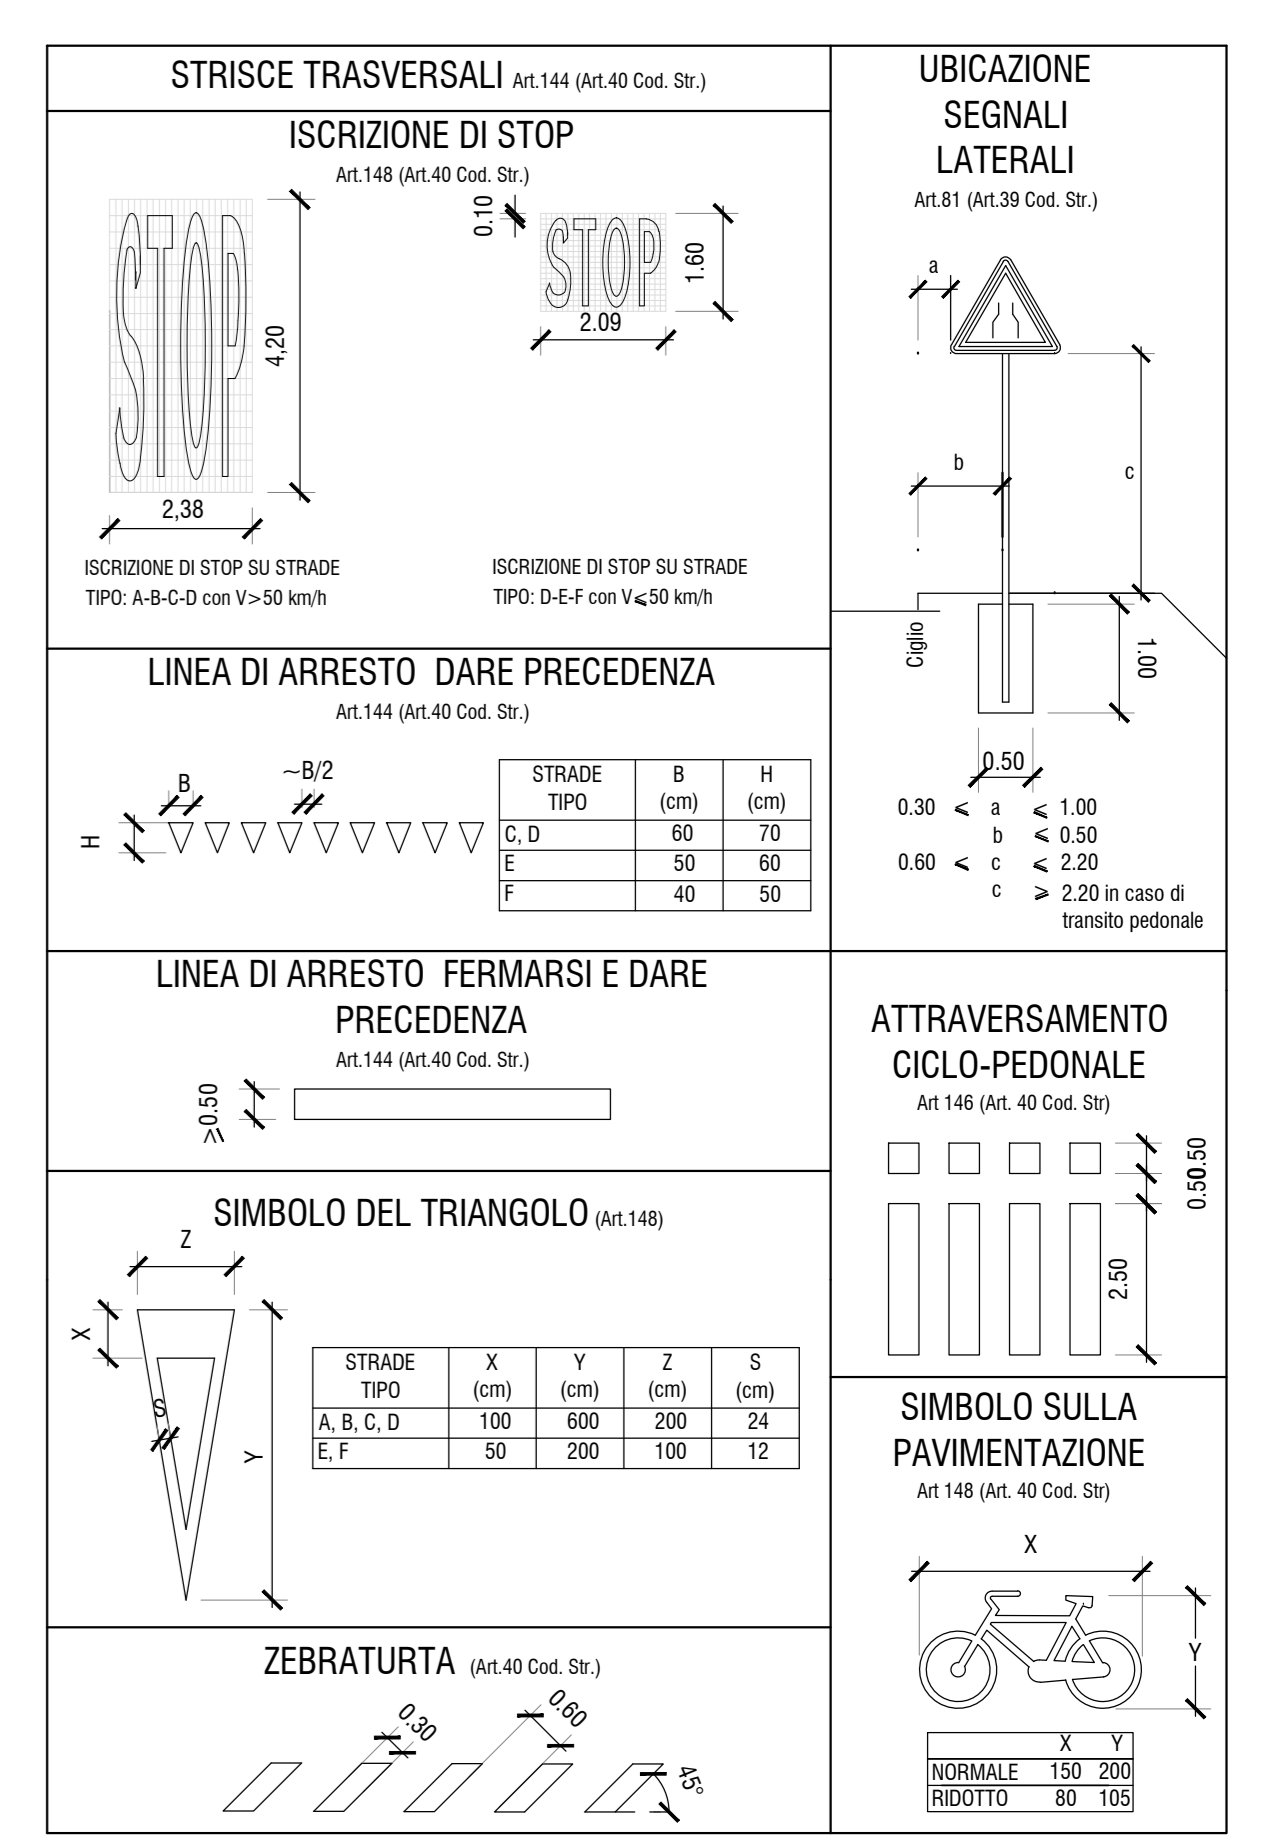 STRISCE TRASVERSALI Art.144 (Art.40 Cod. Str.)
ISCRIZIONE DI STOP
Art.148 (Art.40 Cod. Str.)
STOP
4,20
2,38
0.10
STOP
1.60
2.09
ISCRIZIONE DI STOP SU STRADE
TIPO: A-B-C-D con V>50 km/h
ISCRIZIONE DI STOP SU STRADE
TIPO: D-E-F con V⩽50 km/h
LINEA DI ARRESTO DARE PRECEDENZA
Art.144 (Art.40 Cod. Str.)
B
~B/2
H
STRADE TIPO B (cm) H (cm)
C, D 60 70
E 50 60
F 40 50
LINEA DI ARRESTO FERMARSI E DARE
PRECEDENZA
Art.144 (Art.40 Cod. Str.)
⩾0.50
SIMBOLO DEL TRIANGOLO (Art.148)
Z
X
S
Y
STRADE TIPO X (cm) Y (cm) Z (cm) S (cm)
A, B, C, D 100 600 200 24
E, F 50 200 100 12
ZEBRATURTA (Art.40 Cod. Str.)
0.30
0.60
45°
UBICAZIONE
SEGNALI
LATERALI
Art.81 (Art.39 Cod. Str.)
a
b
c
Ciglio
1.00
0.50
0.30 ⩽ a ⩽ 1.00
b ⩽ 0.50
0.60 ⩽ c ⩽ 2.20
c ⩾ 2.20 in caso di
transito pedonale
ATTRAVERSAMENTO
CICLO-PEDONALE
Art 146 (Art. 40 Cod. Str)
0.50
0.50
2.50
SIMBOLO SULLA
PAVIMENTAZIONE
Art 148 (Art. 40 Cod. Str)
X
Y
X Y
NORMALE 150 200
RIDOTTO 80 105